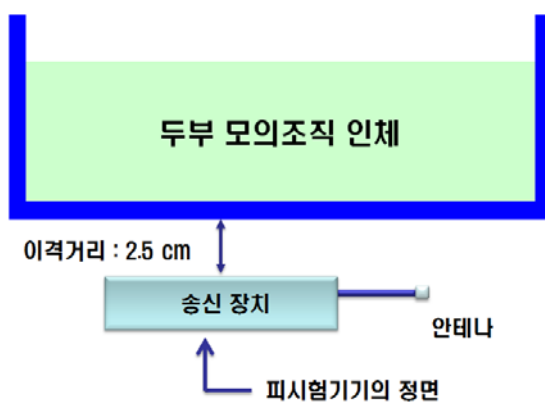 두부 모의조직 인체
이격거리 : 2.5 cm
송신 장치
안테나
피시험기기의 정면